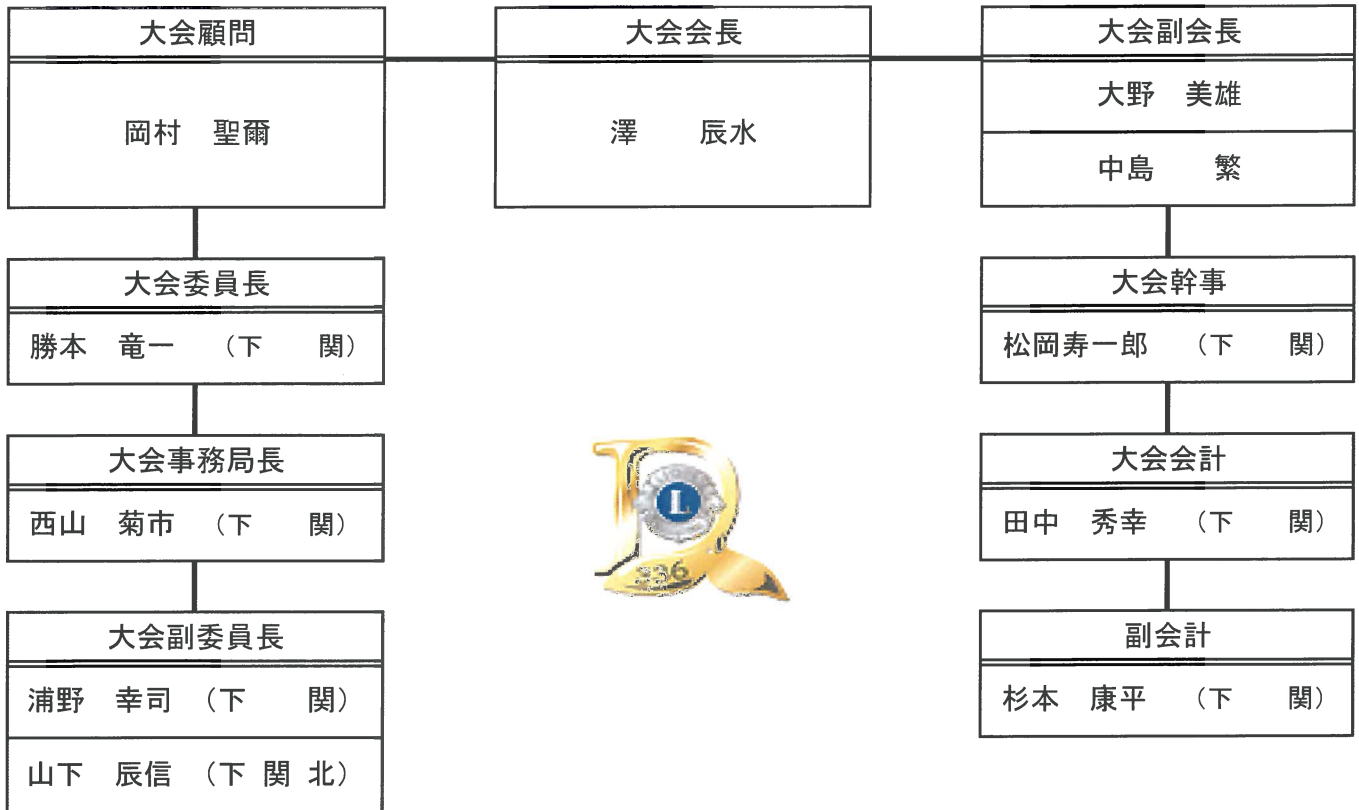 大会顧問
岡村　聖爾
大会会長
澤　　辰水
大会副会長
大野　美雄
中島　　繁
大会委員長
勝本　竜一　（下　　関）
大会幹事
松岡寿一郎　（下　　関）
大会事務局長
西山　菊市　（下　　関）
大会会計
田中　秀幸　（下　　関）
大会副委員長
浦野　幸司　（下　　関）
山下　辰信　（下 関 北）
副会計
杉本　康平　（下　　関）
L
336